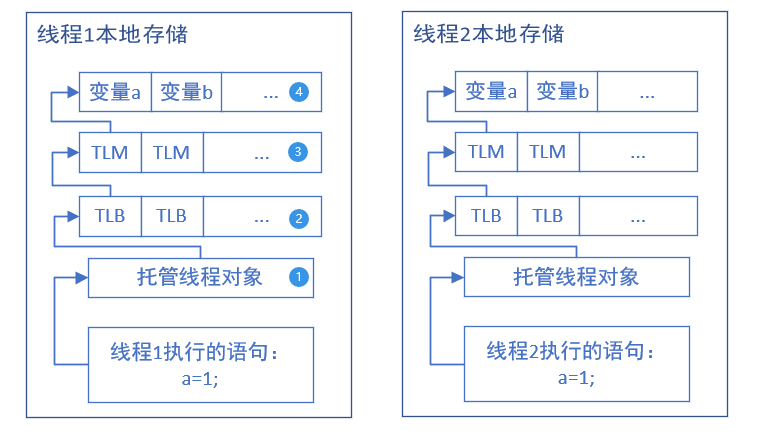 线程1本地存储
变量a 变量b ... 4
TLM TLM ... 3
TLB TLB ... 2
托管线程对象 1
线程1执行的语句：
a=1;
线程2本地存储
变量a 变量b ...
TLM TLM ...
TLB TLB ...
托管线程对象
线程2执行的语句：
a=1;